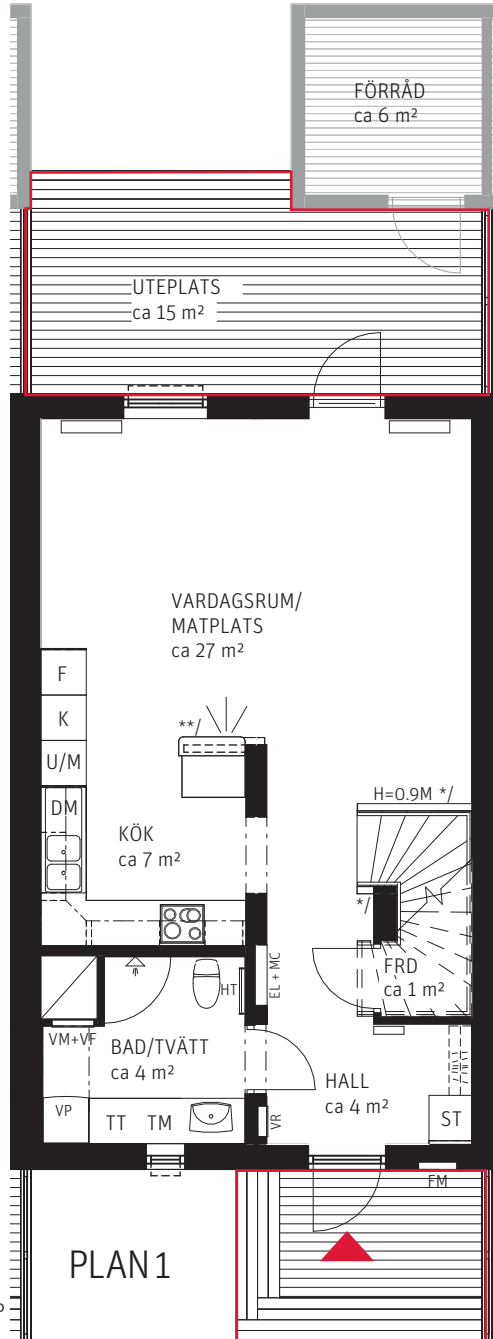 FÖRRÅD
ca 6 m²
UTEPLATS
ca 15 m²
VARDAGSRUM/
MATPLATS
ca 27 m²
F
K
U/M
DM
**/
H=0.9M */
KÖK
ca 7 m²
*/
EL + MC
FRD
ca 1 m²
HT
VM+VF
BAD/TVÄTT
ca 4 m²
HALL
ca 4 m²
VP
TT TM
VR
ST
FM
PLAN 1